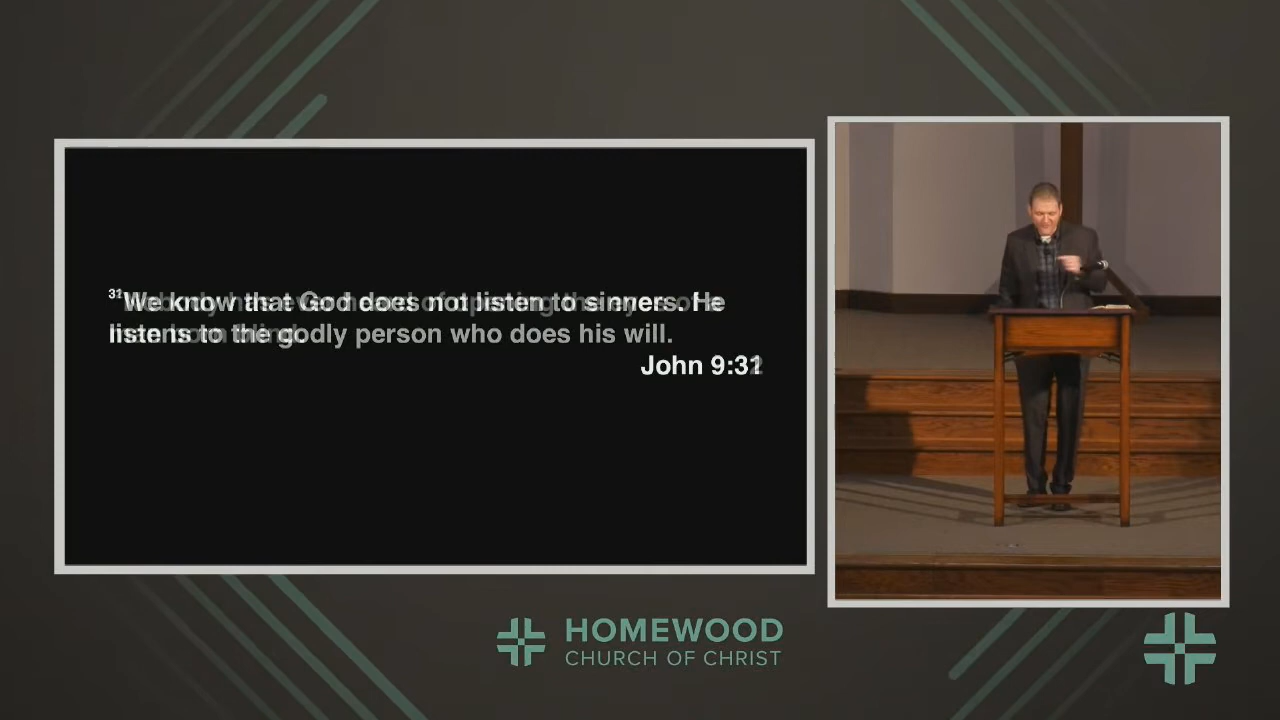 31We know that God does not listen to sinners. He
listens to the godly person who does his will.
John 9:31
HOMEWOOD
CHURCH OF CHRIST